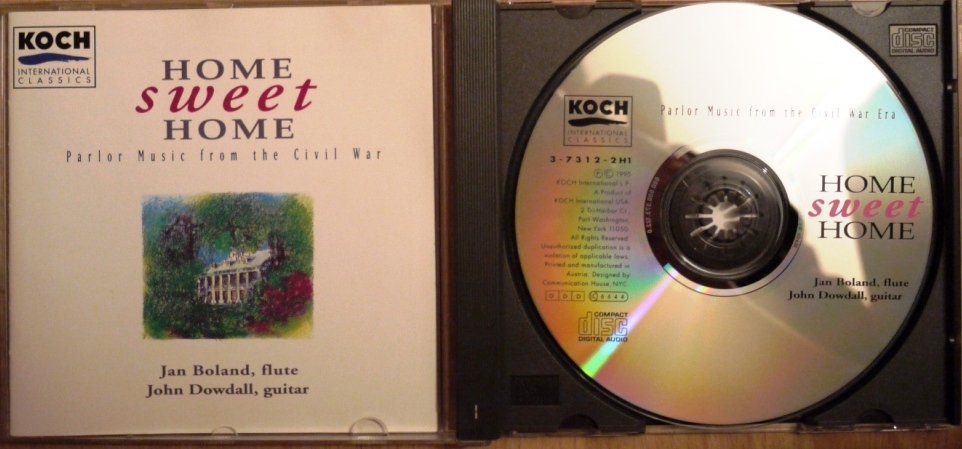 KOCH
INTERNATIONAL
CLASSICS
HOME
sweet
HOME
Parlor Music from the Civil War
Jan Boland, flute
John Dowdall, guitar
COMPACT
disc
DIGITAL AUDIO
KOCH
INTERNATIONAL
CLASSICS
Parlor Music from the Civil War Era
3-7312-2H1
Ⓟ © 1995
KOCH International L.P.
A Product of
KOCH International USA
2 Tri-Harbor Ct.,
Port Washington,
New York 11050.
All Rights Reserved.
Unauthorized duplication is a
violation of applicable laws.
Printed and manufactured in
Austria. Designed by
Communication House, NYC.
D D D
HOME
sweet
HOME
Jan Boland, flute
John Dowdall, guitar
COMPACT
disc
DIGITAL AUDIO